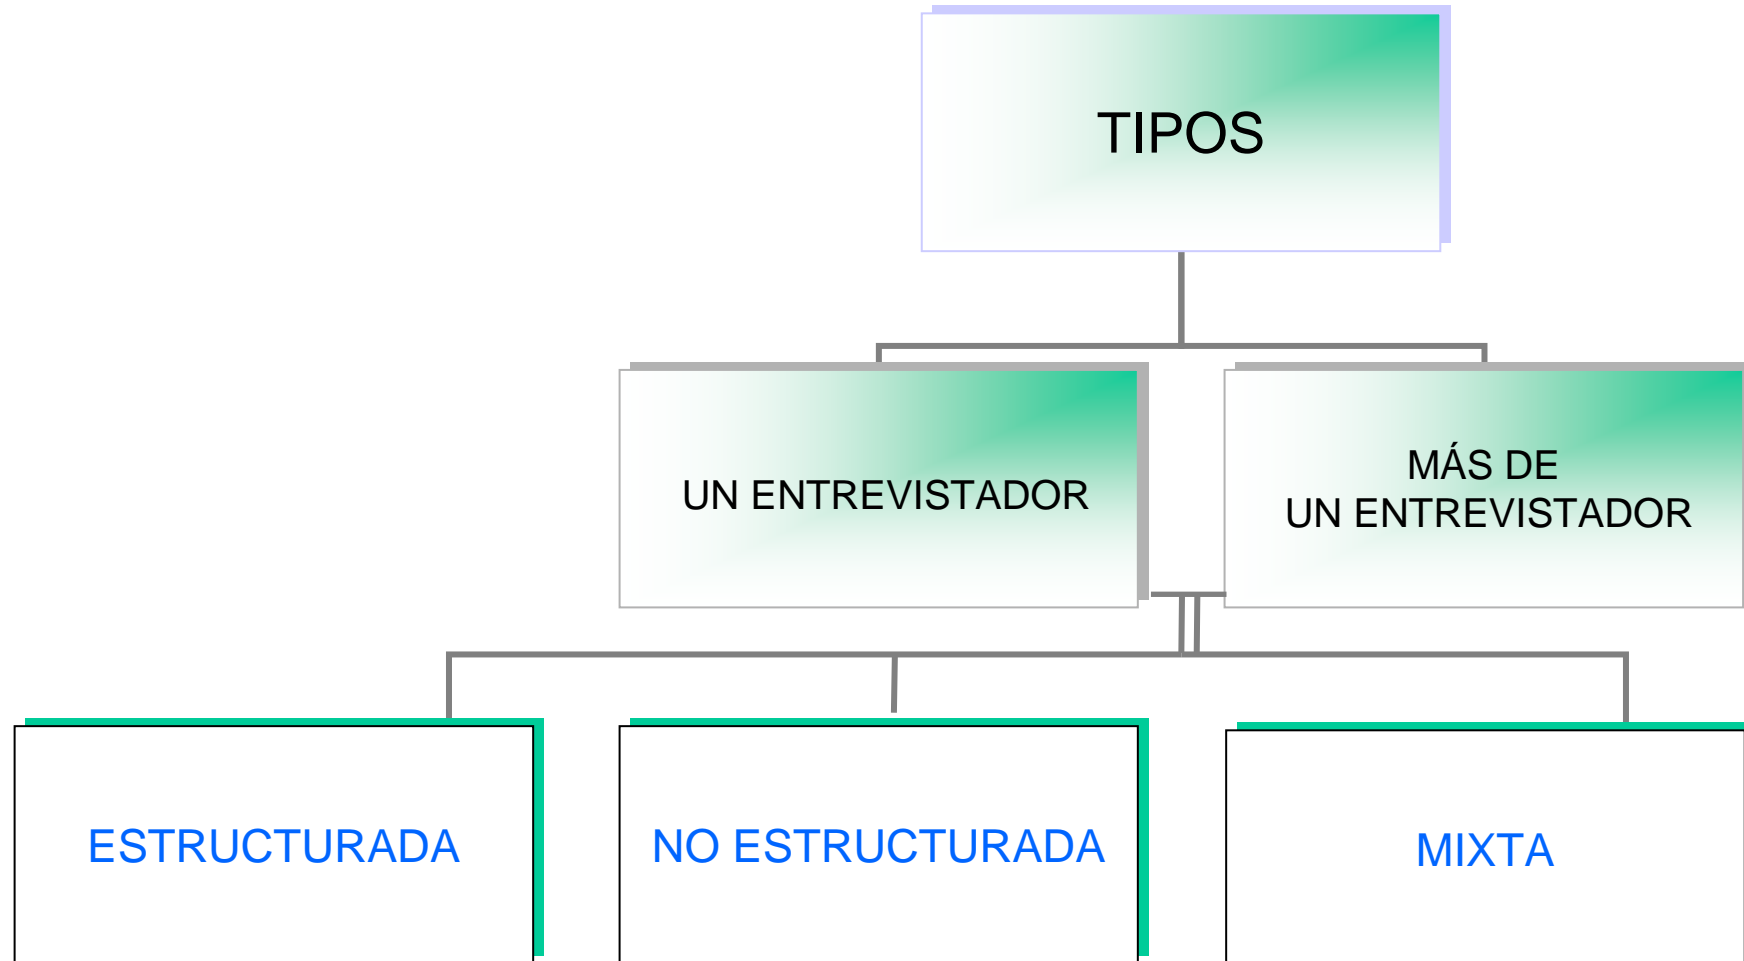 TIPOS
UN ENTREVISTADOR
MÁS DE
UN ENTREVISTADOR
ESTRUCTURADA
NO ESTRUCTURADA
MIXTA